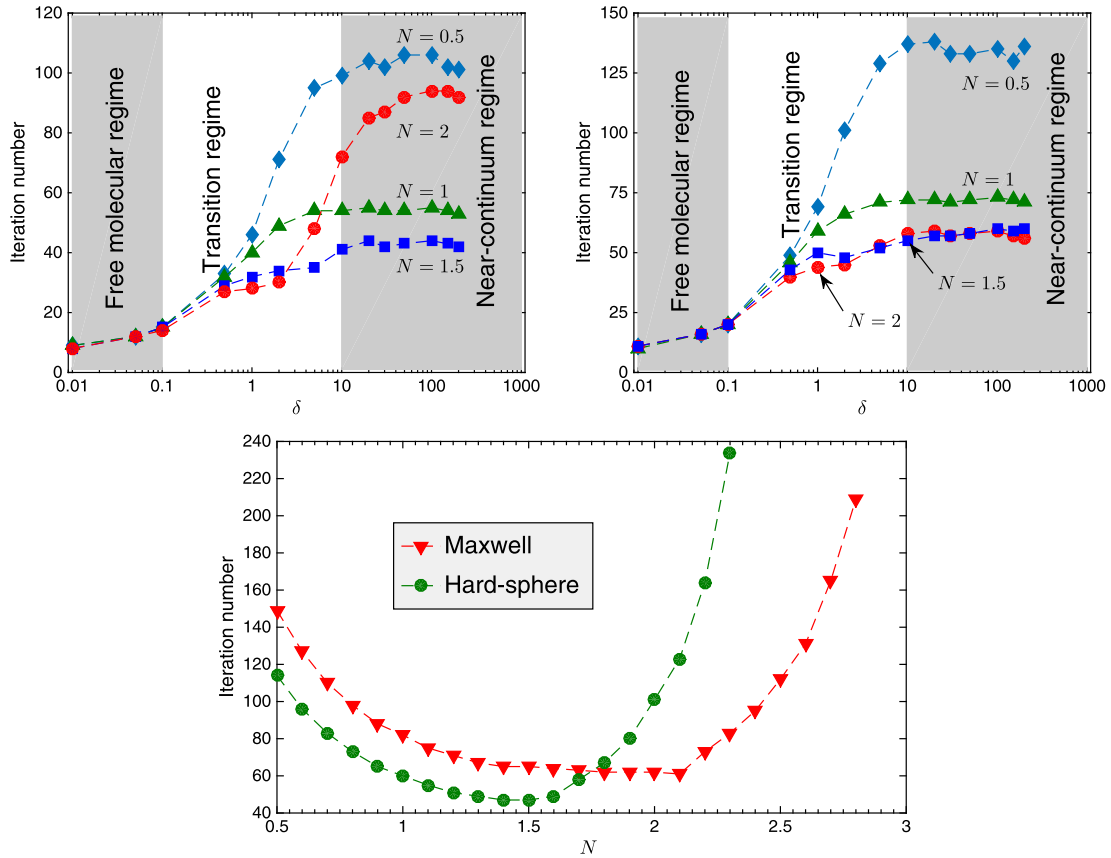 120
100
80
60
40
20
0
Iteration number
0.01
0.1
1
10
100
1000
δ
Free molecular regime
Transition regime
Near-continuum regime
N = 0.5
N = 2
N = 1
N = 1.5
150
125
100
75
50
25
0
Iteration number
0.01
0.1
1
10
100
1000
δ
Free molecular regime
Transition regime
Near-continuum regime
N = 0.5
N = 1
N = 1.5
N = 2
240
220
200
180
160
140
120
100
80
60
40
Iteration number
0.5
1
1.5
2
2.5
3
N
Maxwell
Hard-sphere